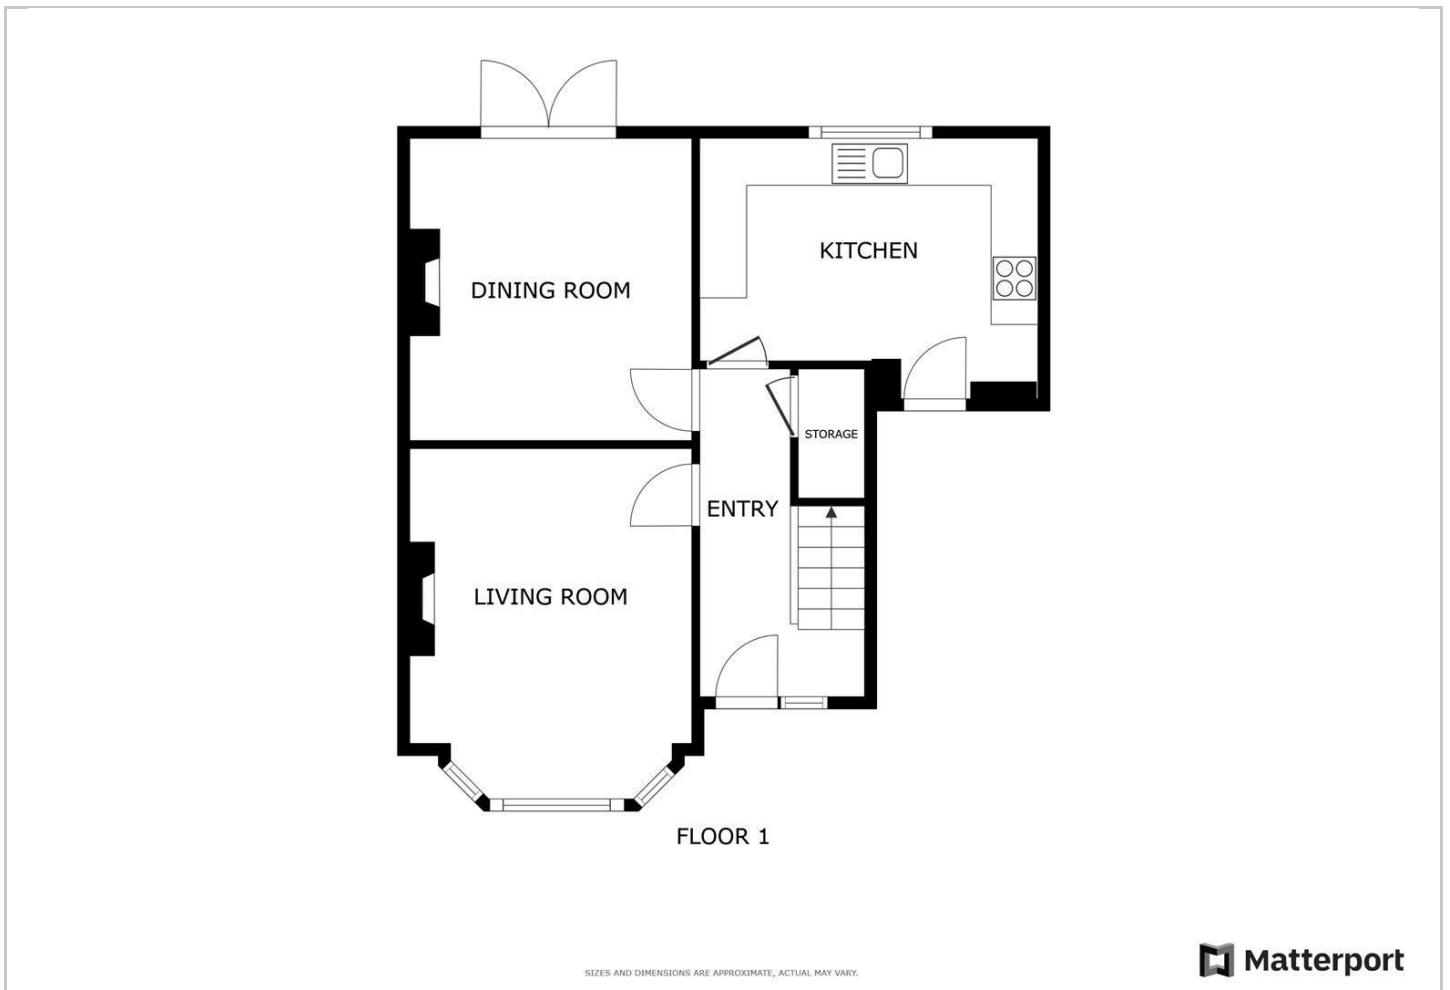 KITCHEN
DINING ROOM
STORAGE
ENTRY
LIVING ROOM
FLOOR 1
SIZES AND DIMENSIONS ARE APPROXIMATE, ACTUAL MAY VARY.
Matterport